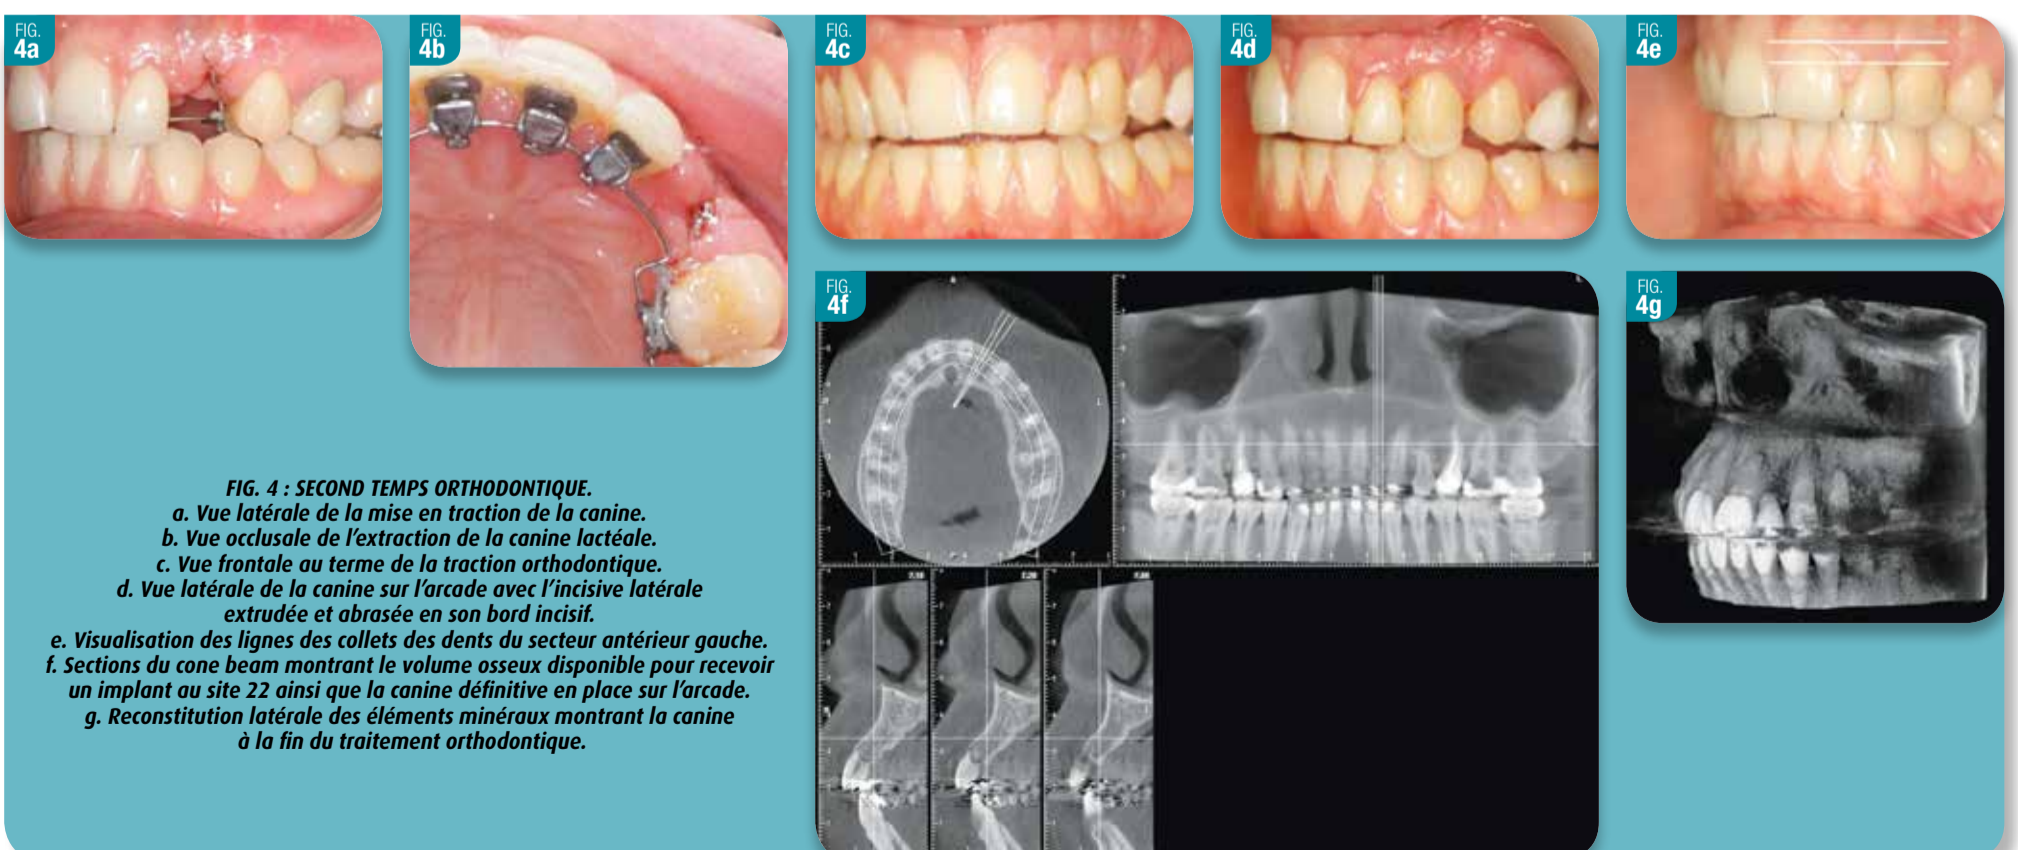 FIG.
4a
FIG.
4b
FIG.
4c
FIG.
4d
FIG.
4e
FIG.
4f
FIG.
4g
FIG. 4 : SECOND TEMPS ORTHODONTIQUE.
a. Vue latérale de la mise en traction de la canine.
b. Vue occlusale de l’extraction de la canine lactéale.
c. Vue frontale au terme de la traction orthodontique.
d. Vue latérale de la canine sur l’arcade avec l’incisive latérale
extrudée et abrasée en son bord incisif.
e. Visualisation des lignes des collets des dents du secteur antérieur gauche.
f. Sections du cone beam montrant le volume osseux disponible pour recevoir
un implant au site 22 ainsi que la canine définitive en place sur l’arcade.
g. Reconstitution latérale des éléments minéraux montrant la canine
à la fin du traitement orthodontique.